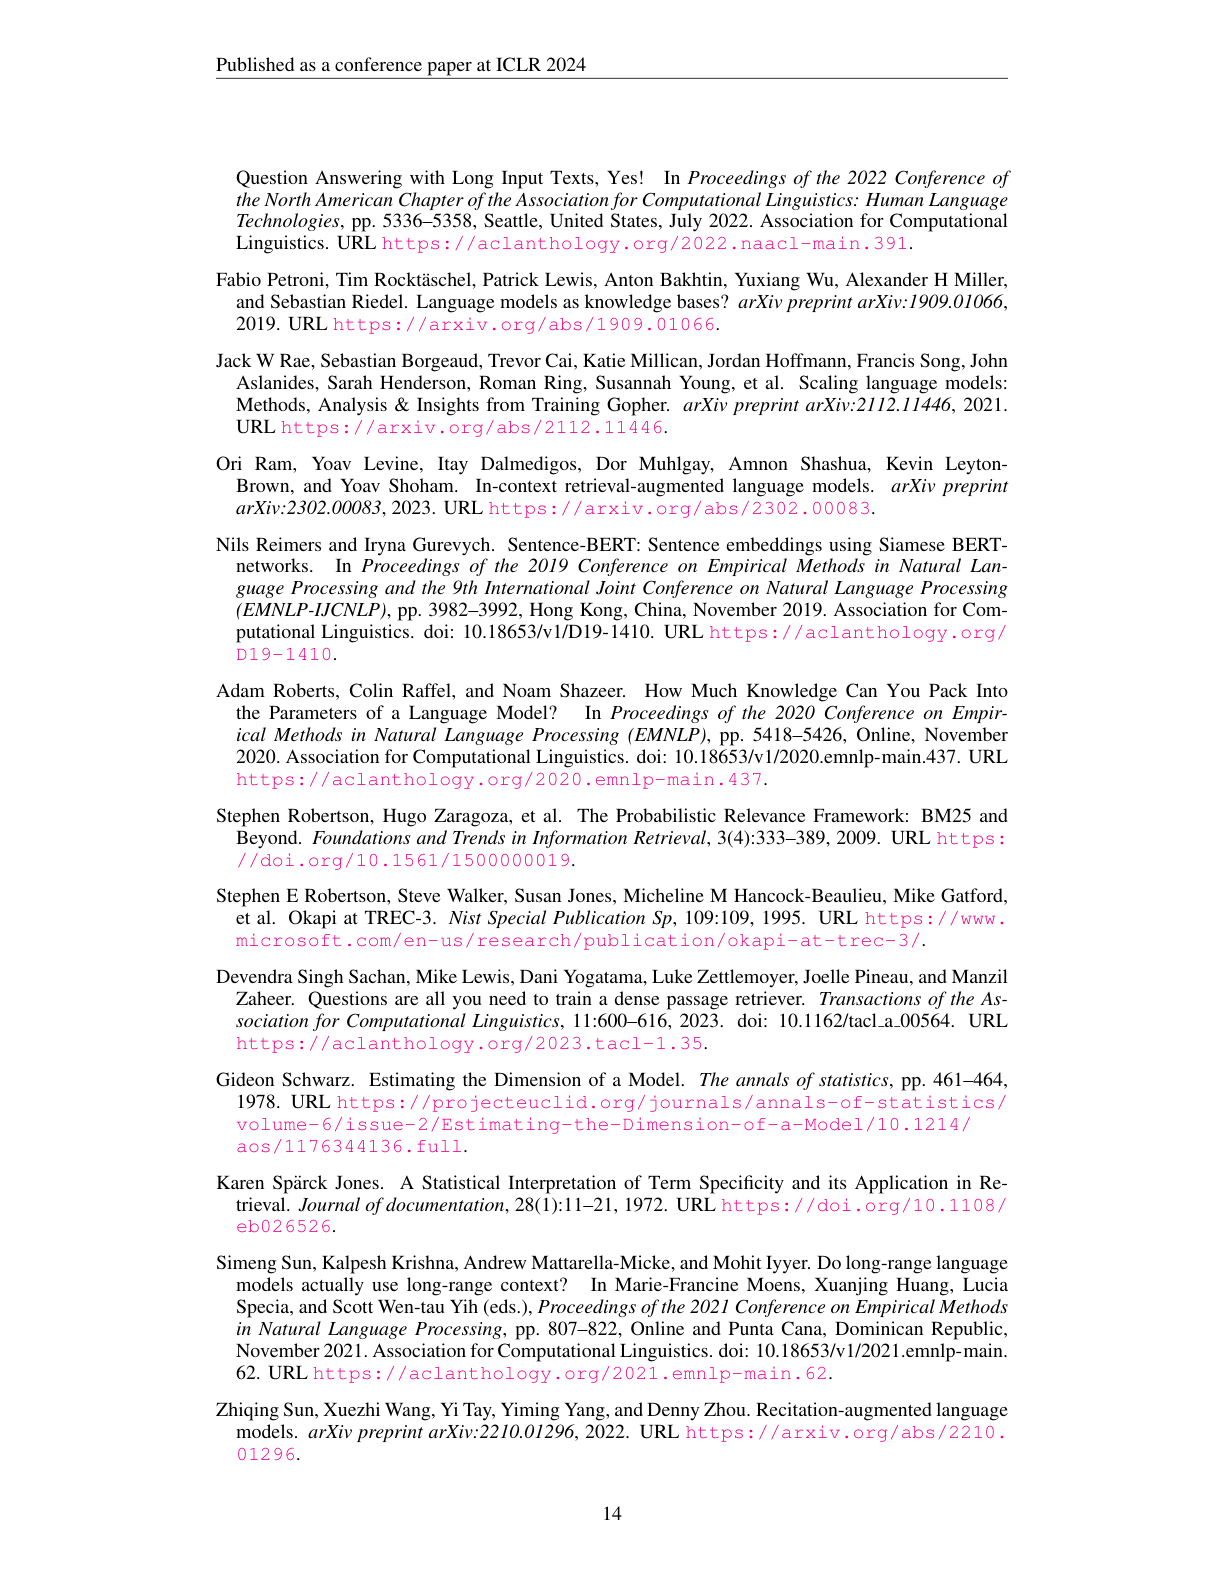 Published as a conference paper at ICLR 2024
Question Answering with Long Input Texts, Yes! In Proceedings of the 2022 Conference of
the North American Chapter of the Association for Computational Linguistics: Human Language
Technologies, pp. 5336–5358, Seattle, United States, July 2022. Association for Computational
Linguistics. URL https://aclanthology.org/2022.naacl-main.391.
Fabio Petroni, Tim Rocktäschel, Patrick Lewis, Anton Bakhtin, Yuxiang Wu, Alexander H Miller,
and Sebastian Riedel. Language models as knowledge bases? arXiv preprint arXiv:1909.01066,
2019. URL https://arxiv.org/abs/1909.01066.
Jack W Rae, Sebastian Borgeaud, Trevor Cai, Katie Millican, Jordan Hoffmann, Francis Song, John
Aslanides, Sarah Henderson, Roman Ring, Susannah Young, et al. Scaling language models:
Methods, Analysis & Insights from Training Gopher. arXiv preprint arXiv:2112.11446, 2021.
URL https://arxiv.org/abs/2112.11446.
Ori Ram, Yoav Levine, Itay Dalmedigos, Dor Muhlgay, Amnon Shashua, Kevin Leyton-
Brown, and Yoav Shoham. In-context retrieval-augmented language models. arXiv preprint
arXiv:2302.00083, 2023. URL https://arxiv.org/abs/2302.00083.
Nils Reimers and Iryna Gurevych. Sentence-BERT: Sentence embeddings using Siamese BERT-
networks. In Proceedings of the 2019 Conference on Empirical Methods in Natural Lan-
guage Processing and the 9th International Joint Conference on Natural Language Processing
(EMNLP-IJCNLP), pp. 3982–3992, Hong Kong, China, November 2019. Association for Com-
putational Linguistics. doi: 10.18653/v1/D19-1410. URL https://aclanthology.org/
D19-1410.
Adam Roberts, Colin Raffel, and Noam Shazeer. How Much Knowledge Can You Pack Into
the Parameters of a Language Model? In Proceedings of the 2020 Conference on Empir-
ical Methods in Natural Language Processing (EMNLP), pp. 5418–5426, Online, November
2020. Association for Computational Linguistics. doi: 10.18653/v1/2020.emnlp-main.437. URL
https://aclanthology.org/2020.emnlp-main.437.
Stephen Robertson, Hugo Zaragoza, et al. The Probabilistic Relevance Framework: BM25 and
Beyond. Foundations and Trends in Information Retrieval, 3(4):333–389, 2009. URL https:
//doi.org/10.1561/1500000019.
Stephen E Robertson, Steve Walker, Susan Jones, Micheline M Hancock-Beaulieu, Mike Gatford,
et al. Okapi at TREC-3. Nist Special Publication Sp, 109:109, 1995. URL https://www.
microsoft.com/en-us/research/publication/okapi-at-trec-3/.
Devendra Singh Sachan, Mike Lewis, Dani Yogatama, Luke Zettlemoyer, Joelle Pineau, and Manzil
Zaheer. Questions are all you need to train a dense passage retriever. Transactions of the As-
sociation for Computational Linguistics, 11:600–616, 2023. doi: 10.1162/tacl_a_00564. URL
https://aclanthology.org/2023.tacl-1.35.
Gideon Schwarz. Estimating the Dimension of a Model. The annals of statistics, pp. 461–464,
1978. URL https://projecteuclid.org/journals/annals-of-statistics/
volume-6/issue-2/Estimating-the-Dimension-of-a-Model/10.1214/
aos/1176344136.full.
Karen Spärck Jones. A Statistical Interpretation of Term Specificity and its Application in Re-
trieval. Journal of documentation, 28(1):11–21, 1972. URL https://doi.org/10.1108/
eb026526.
Simeng Sun, Kalpesh Krishna, Andrew Mattarella-Micke, and Mohit Iyyer. Do long-range language
models actually use long-range context? In Marie-Francine Moens, Xuanjing Huang, Lucia
Specia, and Scott Wen-tau Yih (eds.), Proceedings of the 2021 Conference on Empirical Methods
in Natural Language Processing, pp. 807–822, Online and Punta Cana, Dominican Republic,
November 2021. Association for Computational Linguistics. doi: 10.18653/v1/2021.emnlp-main.
62. URL https://aclanthology.org/2021.emnlp-main.62.
Zhiqing Sun, Xuezhi Wang, Yi Tay, Yiming Yang, and Denny Zhou. Recitation-augmented language
models. arXiv preprint arXiv:2210.01296, 2022. URL https://arxiv.org/abs/2210.
01296.
14